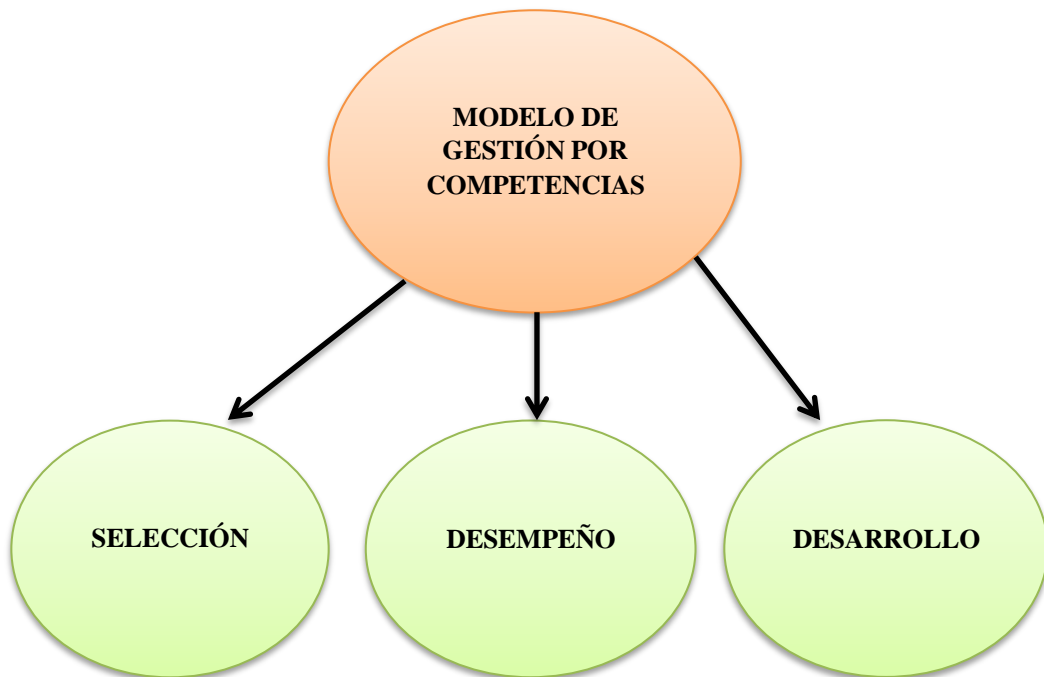 MODELO DE
GESTIÓN POR
COMPETENCIAS
SELECCIÓN
DESEMPEÑO
DESARROLLO